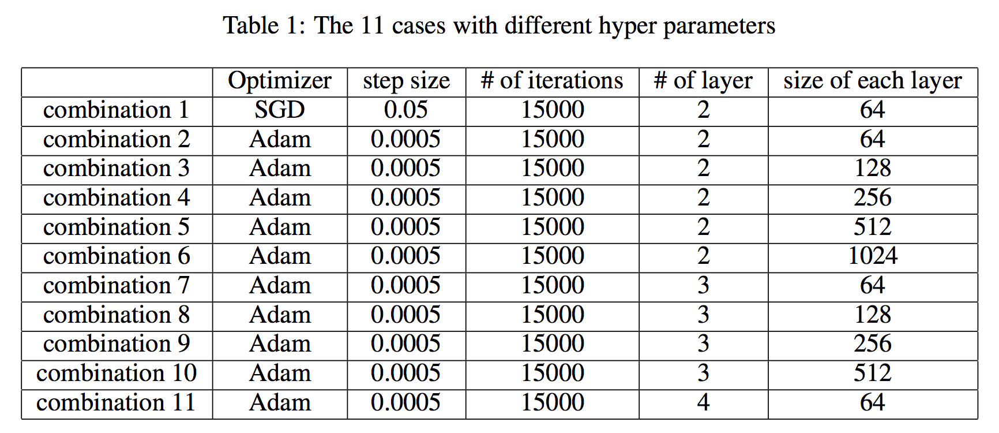 Table 1: The 11 cases with different hyper parameters
Optimizer step size # of iterations # of layer size of each layer
combination 1 SGD 0.05 15000 2 64
combination 2 Adam 0.0005 15000 2 64
combination 3 Adam 0.0005 15000 2 128
combination 4 Adam 0.0005 15000 2 256
combination 5 Adam 0.0005 15000 2 512
combination 6 Adam 0.0005 15000 2 1024
combination 7 Adam 0.0005 15000 3 64
combination 8 Adam 0.0005 15000 3 128
combination 9 Adam 0.0005 15000 3 256
combination 10 Adam 0.0005 15000 3 512
combination 11 Adam 0.0005 15000 4 64